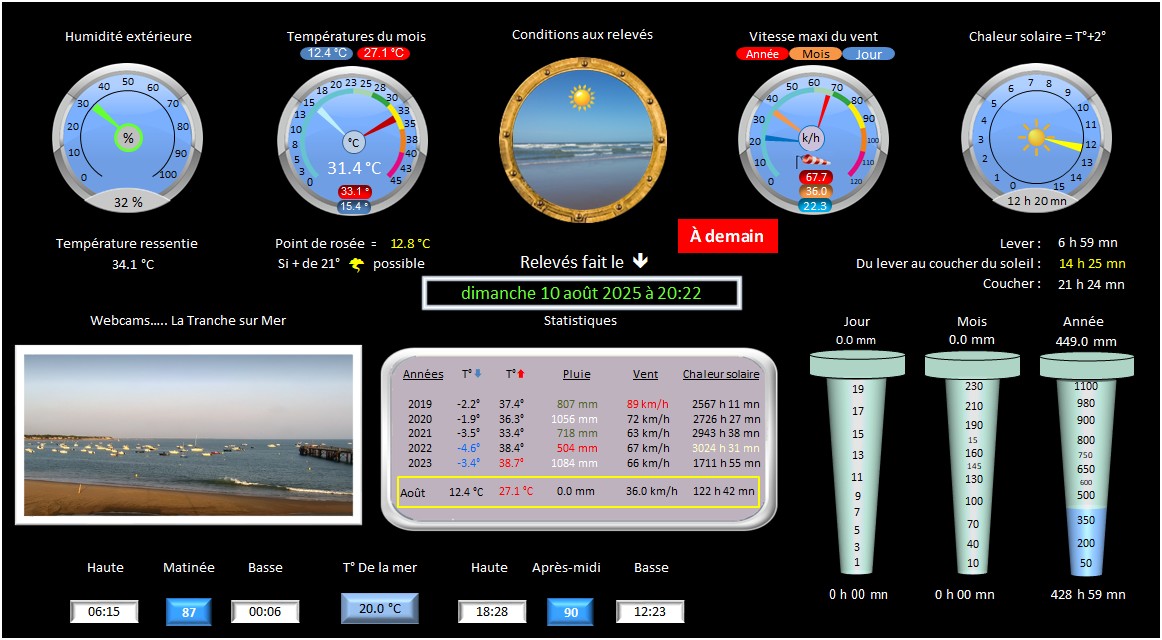 Humidité extérieure
Températures du mois
Conditions aux relevés
Vitesse maxi du vent
Chaleur solaire = T°+2°
12.4 °C 27.1 °C
Année Mois Jour
0 10 20 30 40 50 60 70 80 90 100
%
32 %
0 3 5 8 10 13 15 18 20 23 25 28 30 33 35 38 40 43 45
°C
31.4 °C
33.1 °
15.4 °
0 10 20 30 40 50 60 70 80 90 100 110 120
k/h
67.7
36.0
22.3
0 1 2 3 4 5 6 7 8 9 10 11 12 13 14 15
12 h 20 mn
À demain
Température ressentie
34.1 °C
Point de rosée = 12.8 °C
Si + de 21° possible
Relevés fait le
dimanche 10 août 2025 à 20:22
Lever : 6 h 59 mn
Du lever au coucher du soleil : 14 h 25 mn
Coucher : 21 h 24 mn
Webcams..... La Tranche sur Mer
Statistiques
Années T° T° Pluie Vent Chaleur solaire
2019 -2.2° 37.4° 807 mm 89 km/h 2567 h 11 mn
2020 -1.9° 36.3° 1056 mm 72 km/h 2726 h 27 mn
2021 -3.5° 33.4° 718 mm 63 km/h 2943 h 38 mn
2022 -4.6° 38.4° 504 mm 67 km/h 3024 h 31 mn
2023 -3.4° 38.7° 1084 mm 66 km/h 1711 h 55 mn
Août 12.4 °C 27.1 °C 0.0 mm 36.0 km/h 122 h 42 mn
Jour
0.0 mm
19
17
15
13
11
9
7
5
3
1
0 h 00 mn
Mois
0.0 mm
230
210
190
15
160
145
130
100
70
40
10
0 h 00 mn
Année
449.0 mm
1100
980
900
800
750
650
600
500
350
200
50
428 h 59 mn
Haute Matinée Basse T° De la mer Haute Après-midi Basse
06:15 87 00:06 20.0 °C 18:28 90 12:23